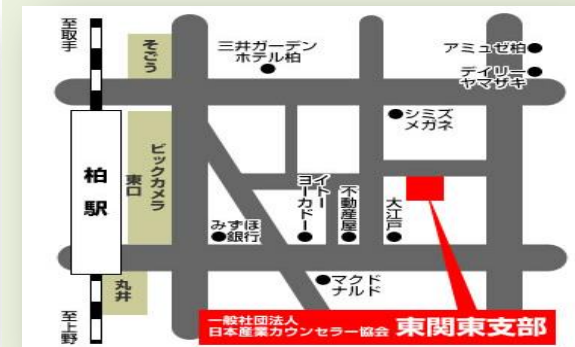 至取手
そごう
三井ガーデン
ホテル柏
アミュゼ柏
デイリー
ヤマザキ
シミズ
メガネ
柏駅
東口
ビックカメラ
イトー
ヨーカドー
不動産屋
大江戸
みずほ
銀行
丸井
マクド
ナルド
至上野
一般社団法人
日本産業カウンセラー協会 東関東支部